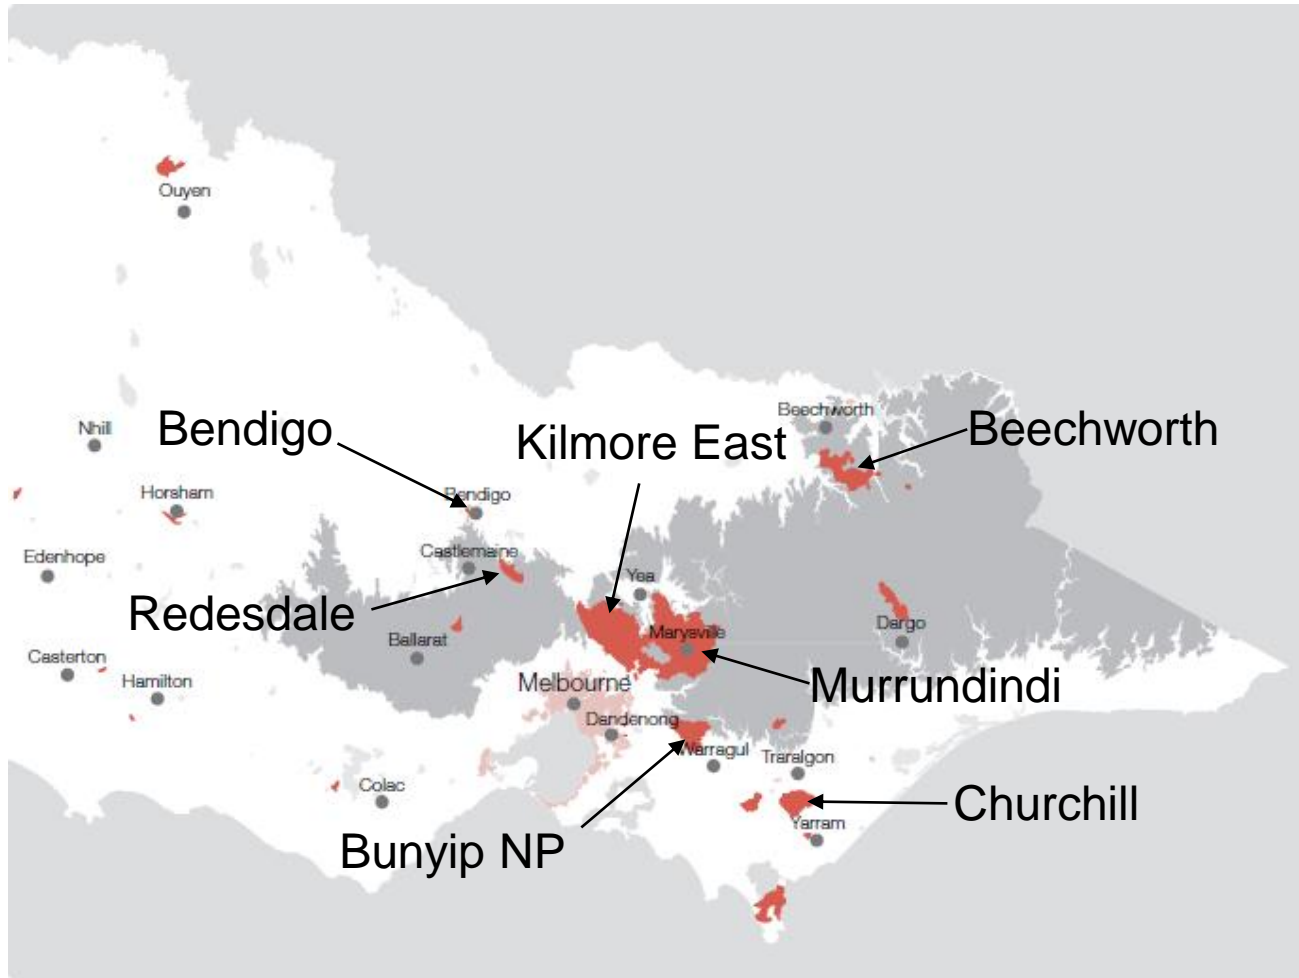 Ouyen
Beechworth
Bendigo
Kilmore East
Beechworth
Nhill
Horsham
Bendigo
Edenhope
Castlemaine
Yea
Redesdale
Ballarat
Marysville
Dargo
Casterton
Hamilton
Melbourne
Murrundindi
Dandenong
Warragul
Traralgon
Colac
Churchill
Yarram
Bunyip NP